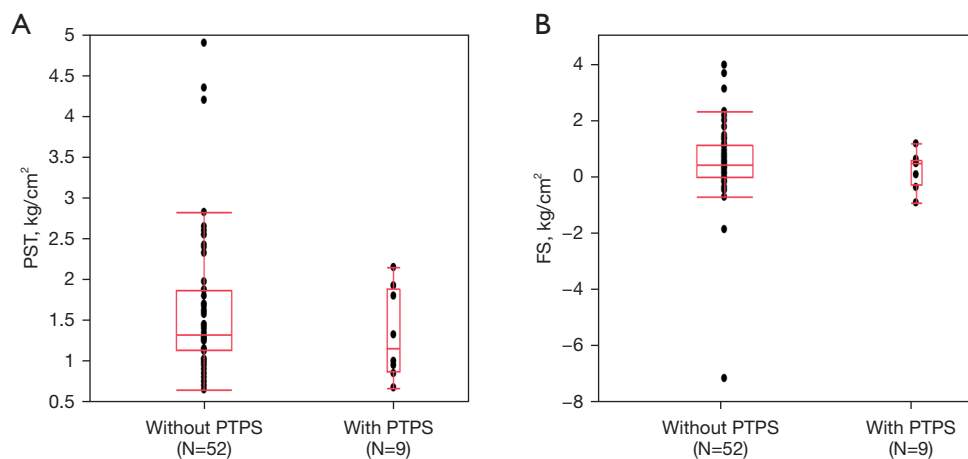 A
PST, kg/cm²
5
4.5
4
3.5
3
2.5
2
1.5
1
0.5
Without PTPS
(N=52)
With PTPS
(N=9)
B
FS, kg/cm²
4
2
0
−2
−4
−6
−8
Without PTPS
(N=52)
With PTPS
(N=9)